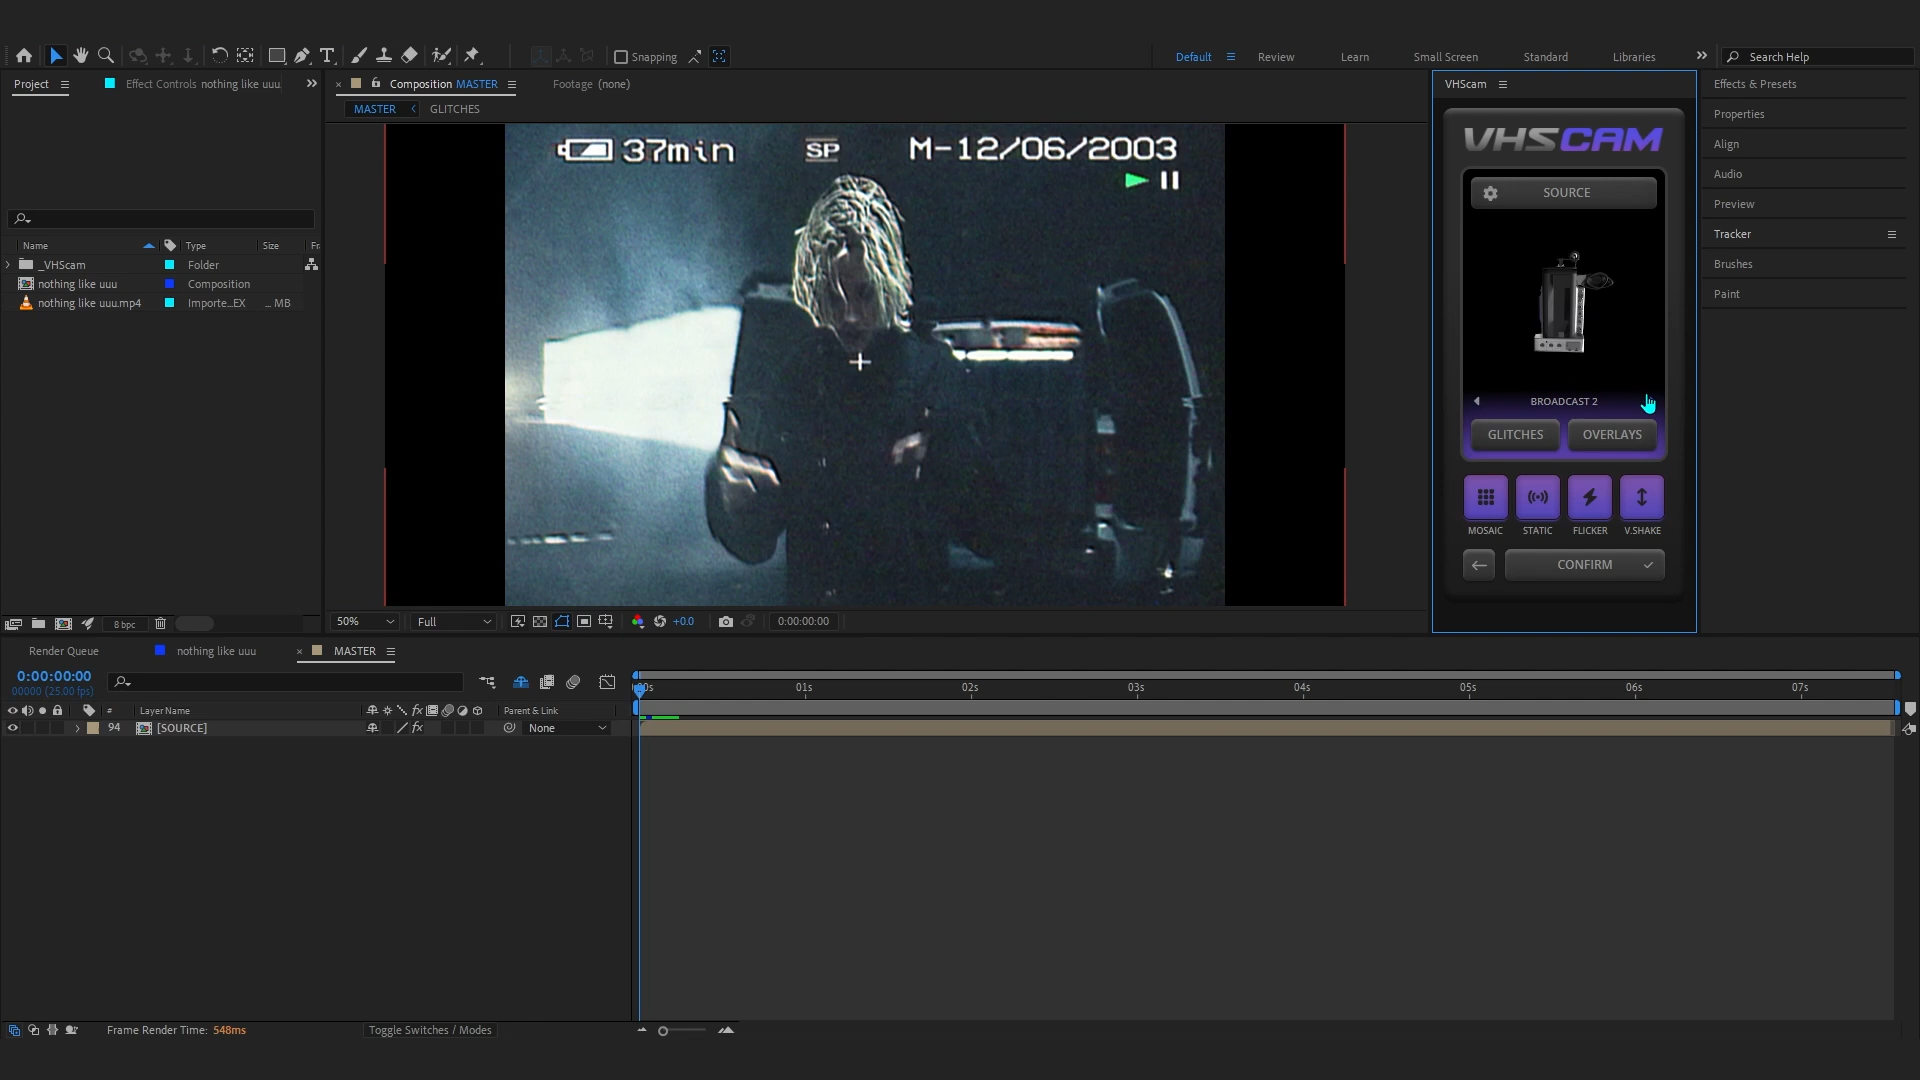 Snapping
Default
Review
Learn
Small Screen
Standard
Libraries
Search Help
Project
Effect Controls nothing like uuu
Composition MASTER
Footage (none)
MASTER
GLITCHES
Name
Type
Size
Fr
_VHScam
Folder
nothing like uuu
Composition
nothing like uuu.mp4
Importe...EX
... MB
8 bpc
37min
SP
M-12/06/2003
50%
Full
+0.0
0:00:00:00
VHScam
VHSCAM
SOURCE
BROADCAST 2
GLITCHES
OVERLAYS
MOSAIC
STATIC
FLICKER
V.SHAKE
CONFIRM
Effects & Presets
Properties
Align
Audio
Preview
Tracker
Brushes
Paint
Render Queue
nothing like uuu
MASTER
0:00:00:00
00000 (25.00 fps)
01s
02s
03s
04s
05s
06s
07s
#
Layer Name
fx
Parent & Link
94
[SOURCE]
fx
None
Frame Render Time: 548ms
Toggle Switches / Modes